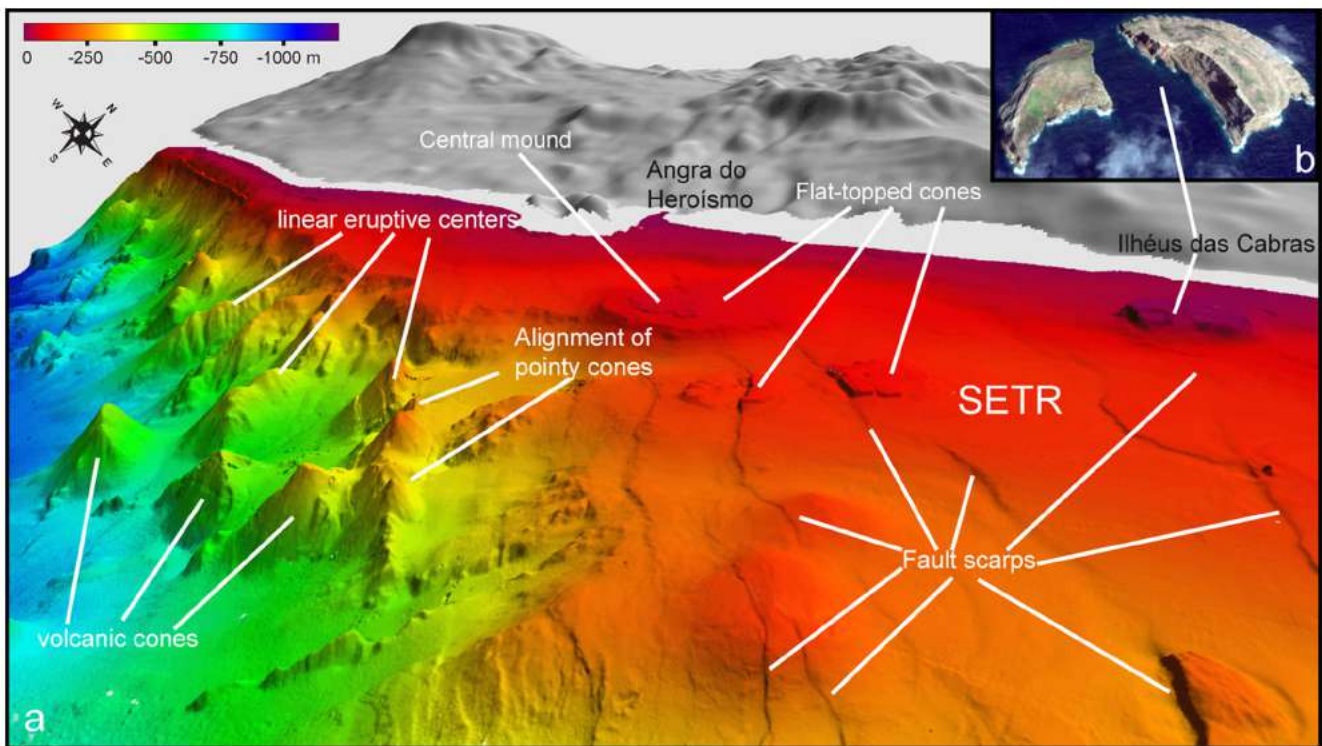 0 -250 -500 -750 -1000 m
N
W
S
E
Central mound
Angra do
Heroísmo
Flat-topped cones
b
linear eruptive centers
Ilhéus das Cabras
Alignment of
pointy cones
SETR
Fault scarps
volcanic cones
a